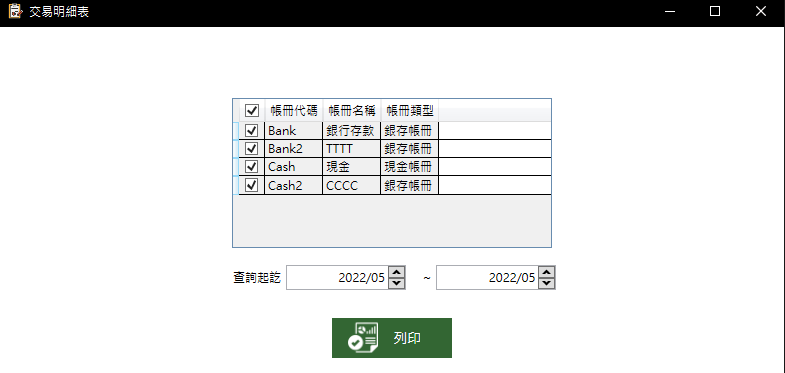 交易明細表
帳冊代碼 帳冊名稱 帳冊類型
Bank 銀行存款 銀存帳冊
Bank2 TTTT 銀存帳冊
Cash 現金 現金帳冊
Cash2 CCCC 銀存帳冊
查詢起訖 2022/05 ~ 2022/05
列印